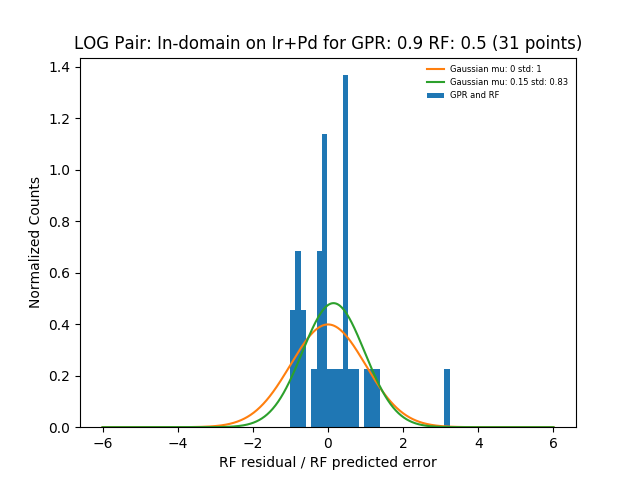 LOG Pair: In-domain on Ir+Pd for GPR: 0.9 RF: 0.5 (31 points)
Gaussian mu: 0 std: 1
Gaussian mu: 0.15 std: 0.83
GPR and RF
Normalized Counts
1.4
1.2
1.0
0.8
0.6
0.4
0.2
0.0
−6 −4 −2 0 2 4 6
RF residual / RF predicted error